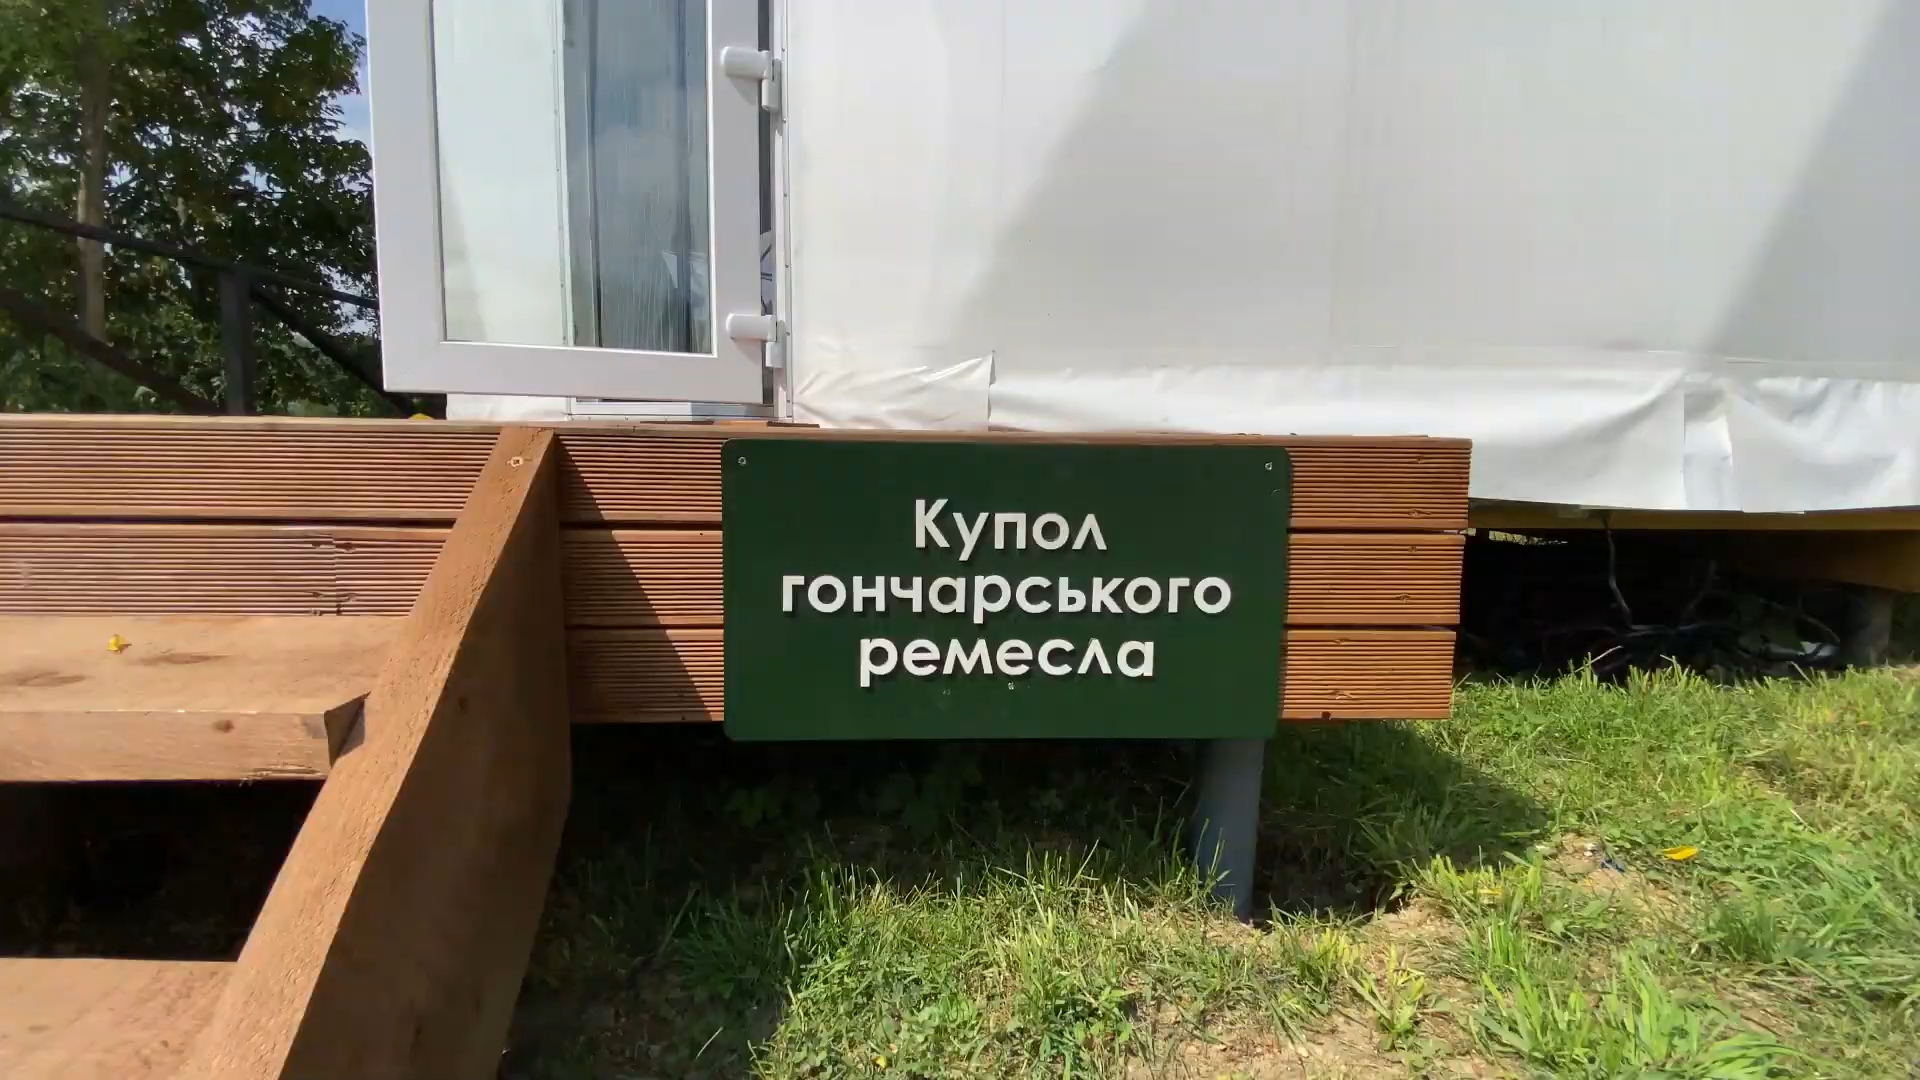 Купол
гончарського
ремесла